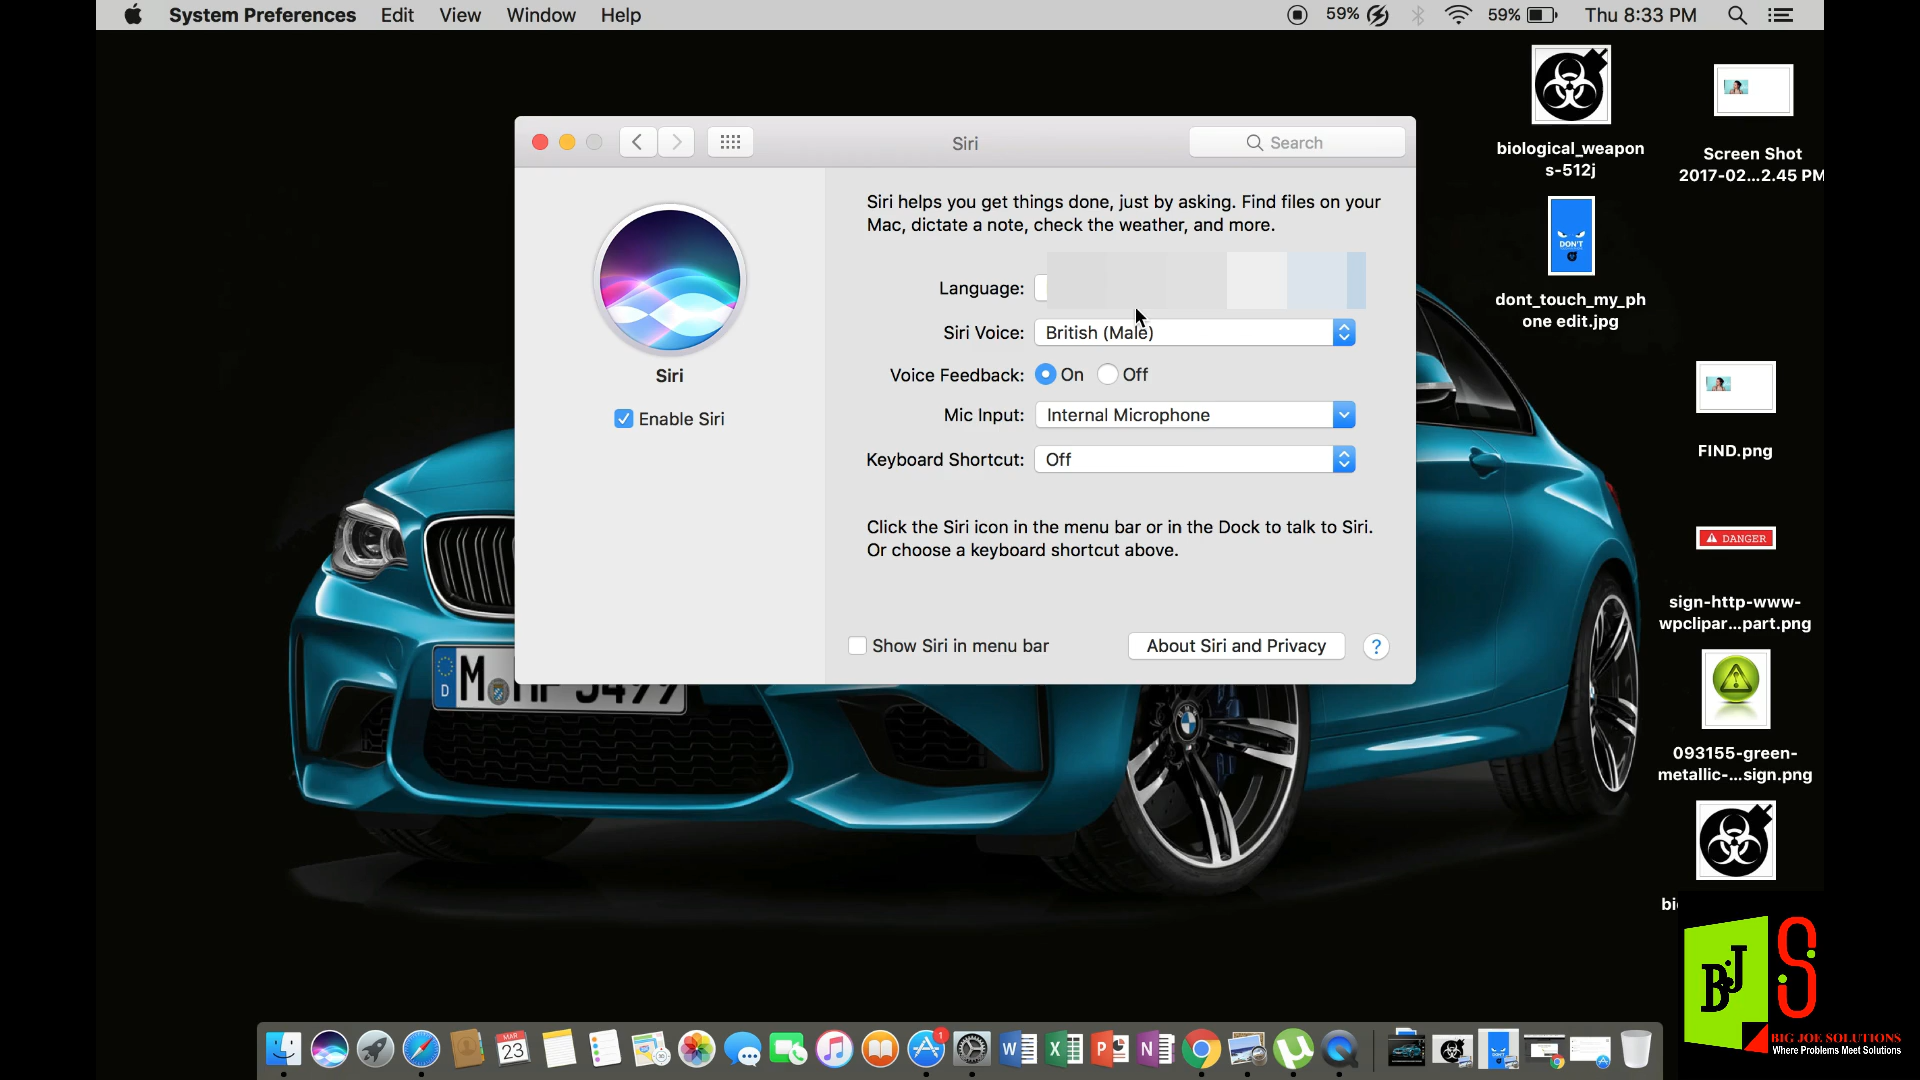 System Preferences Edit View Window Help
59% 59% Thu 8:33 PM
biological_weapon
s-512j
Screen Shot
2017-02...2.45 PM
DON'T
dont_touch_my_ph
one edit.jpg
FIND.png
DANGER
sign-http-www-
wpclipar...part.png
093155-green-
metallic-...sign.png
bi
Siri
Search
Siri
Enable Siri
Siri helps you get things done, just by asking. Find files on your
Mac, dictate a note, check the weather, and more.
Language:
Siri Voice: British (Male)
Voice Feedback: On Off
Mic Input: Internal Microphone
Keyboard Shortcut: Off
Click the Siri icon in the menu bar or in the Dock to talk to Siri.
Or choose a keyboard shortcut above.
Show Siri in menu bar
About Siri and Privacy ?
D
BJS
BIG JOE SOLUTIONS
Where Problems Meet Solutions
MAR
23
1
W X P N